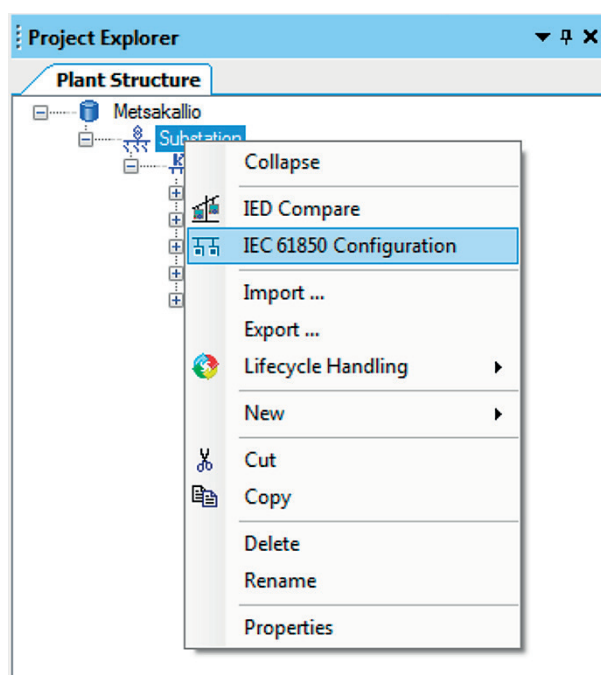 Project Explorer
Plant Structure
Metsakallio
Substation
K
Collapse
IED Compare
IEC 61850 Configuration
Import ...
Export ...
Lifecycle Handling
New
Cut
Copy
Delete
Rename
Properties